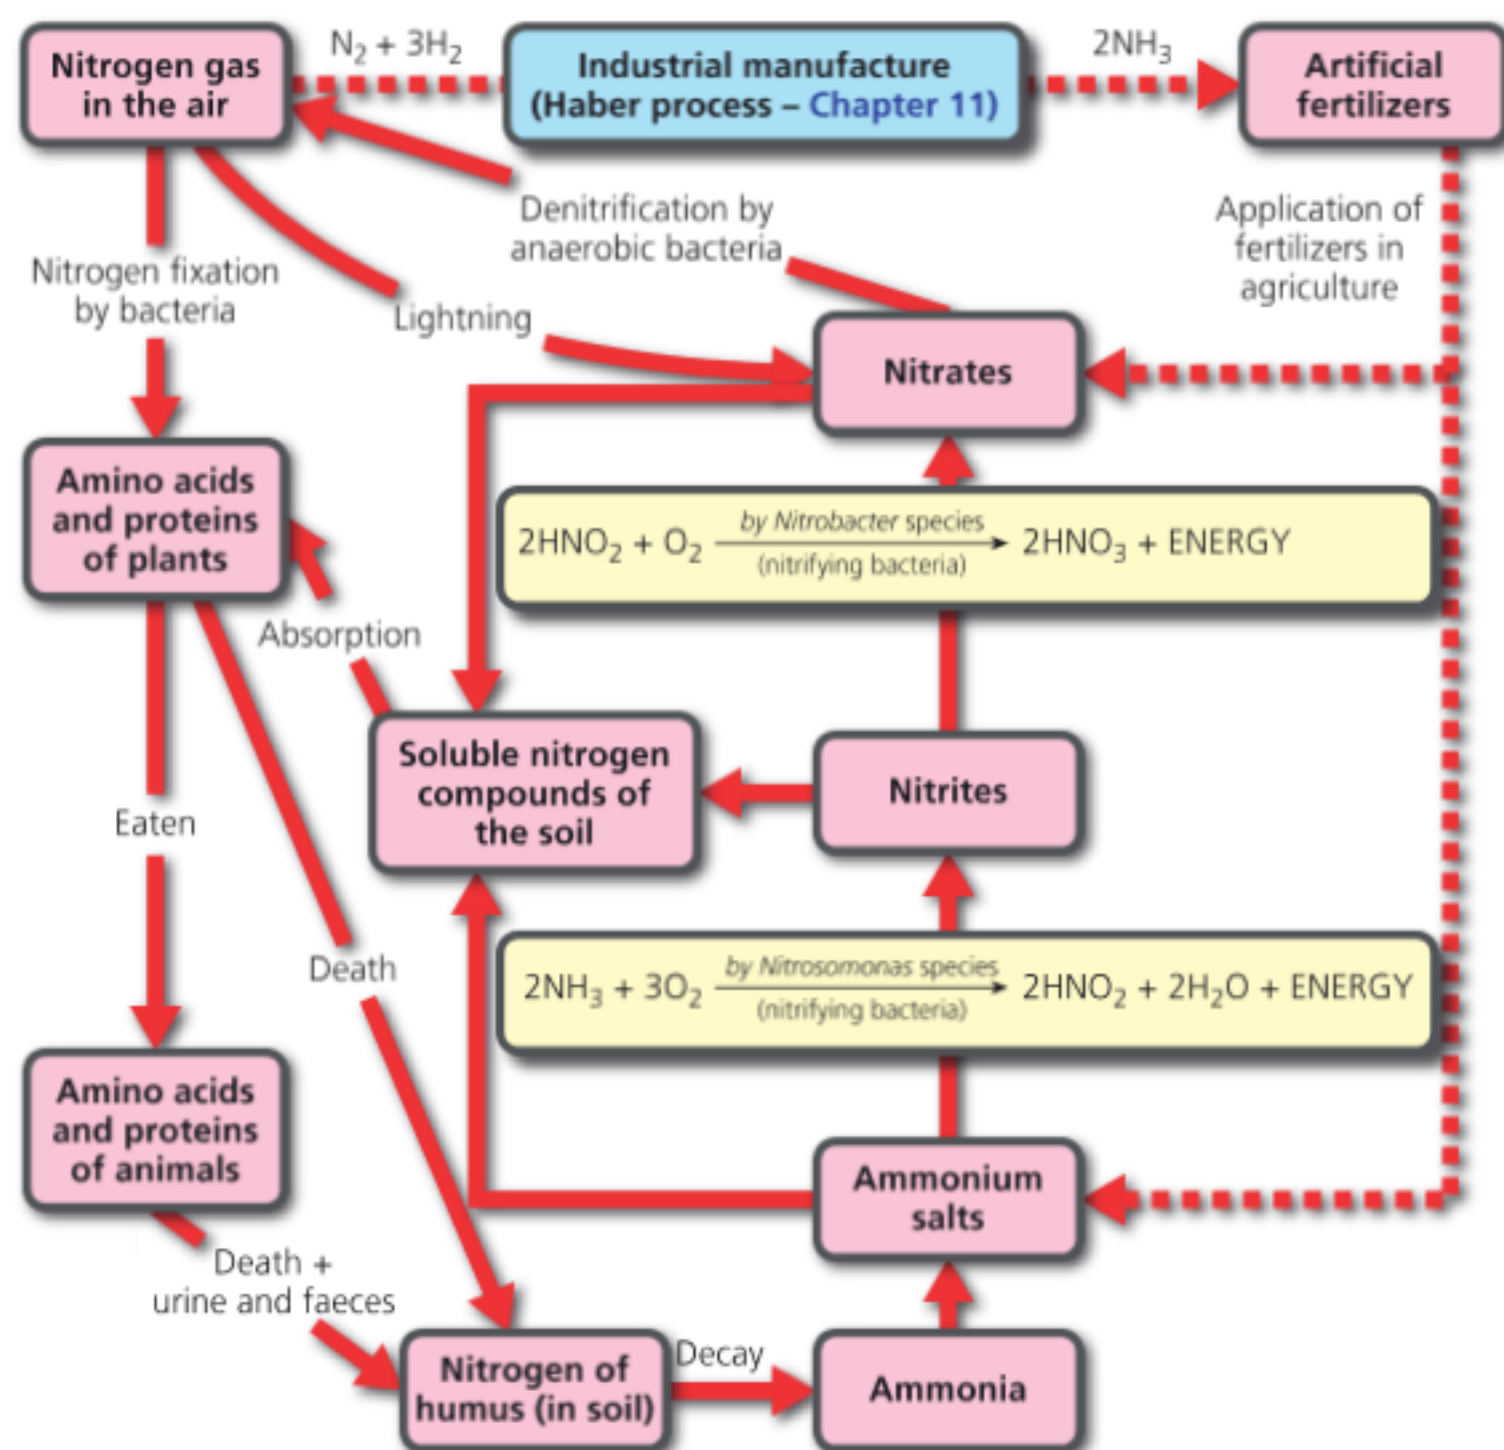 Nitrogen gas
in the air
N₂ + 3H₂
Industrial manufacture
(Haber process – Chapter 11)
2NH₃
Artificial
fertilizers
Denitrification by
anaerobic bacteria
Application of
fertilizers in
agriculture
Nitrogen fixation
by bacteria
Lightning
Nitrates
Amino acids
and proteins
of plants
2HNO₂ + O₂ by Nitrobacter species (nitrifying bacteria) 2HNO₃ + ENERGY
Absorption
Soluble nitrogen
compounds of
the soil
Nitrites
Eaten
Death
2NH₃ + 3O₂ by Nitrosomonas species (nitrifying bacteria) 2HNO₂ + 2H₂O + ENERGY
Amino acids
and proteins
of animals
Ammonium
salts
Death +
urine and faeces
Nitrogen of
humus (in soil)
Decay
Ammonia